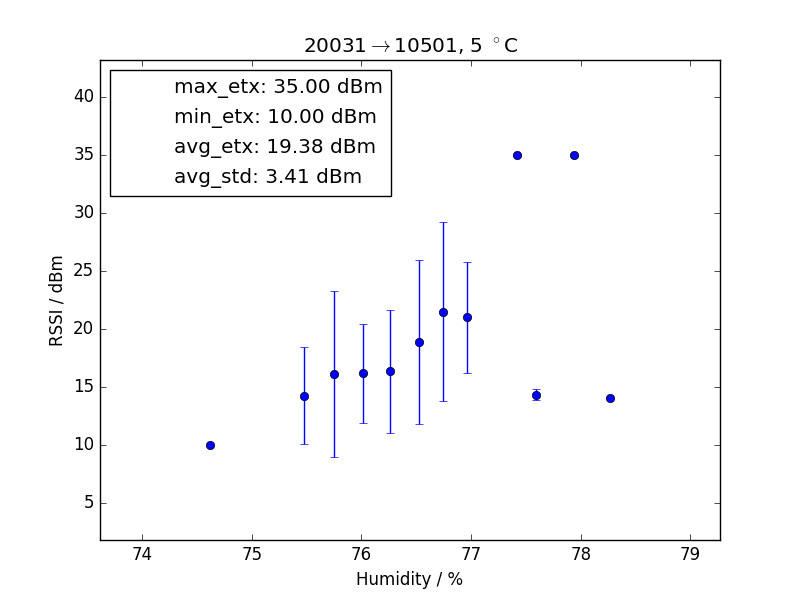 20031→10501, 5 °C
max_etx: 35.00 dBm
min_etx: 10.00 dBm
avg_etx: 19.38 dBm
avg_std: 3.41 dBm
40
35
30
25
20
15
10
5
RSSI / dBm
74 75 76 77 78 79
Humidity / %